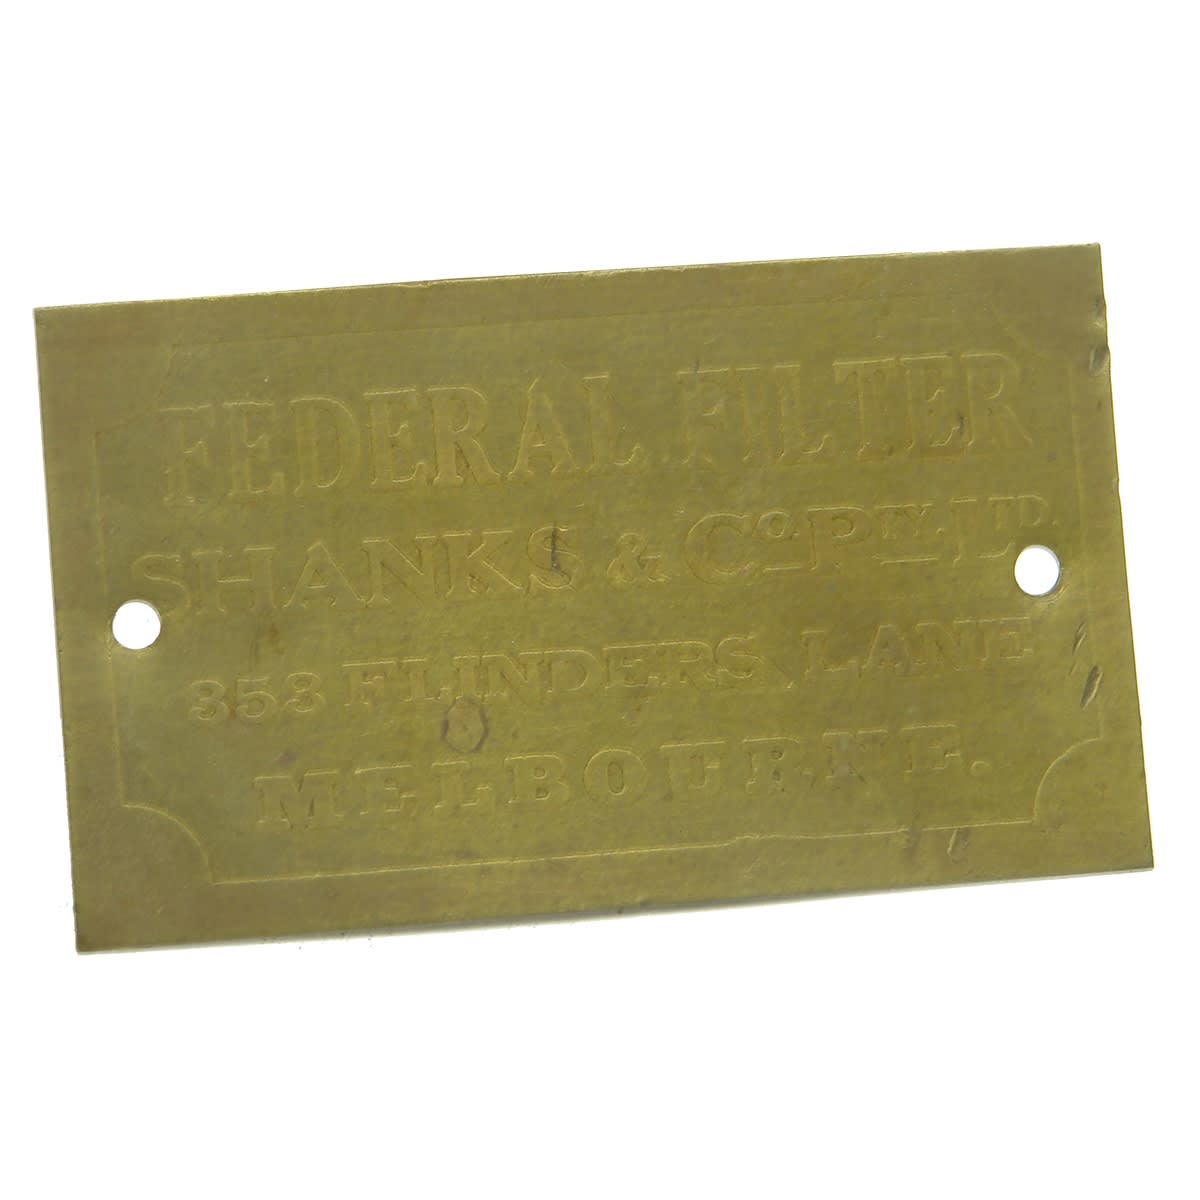 FEDERAL FILTER
SHANKS & Co. PTY. LTD.
353 FLINDERS LANE
MELBOURNE.